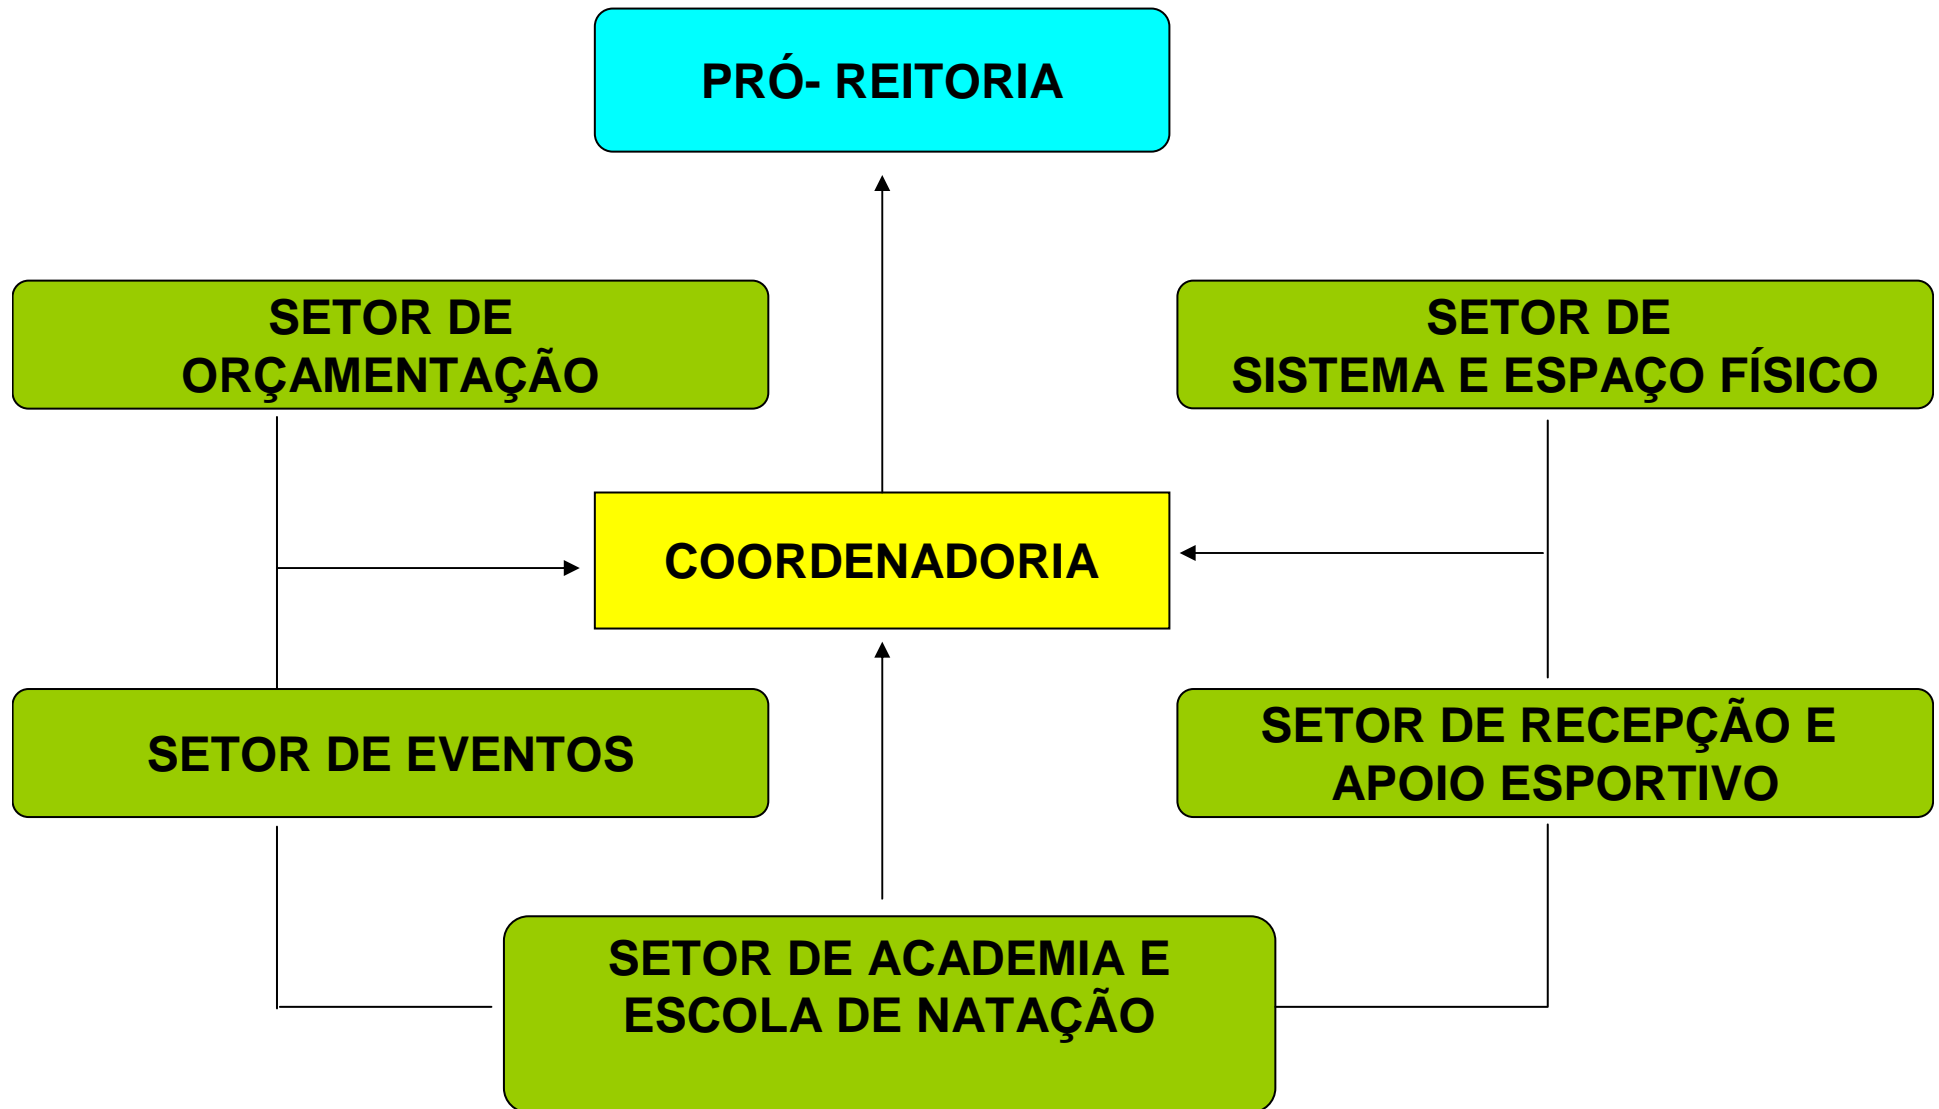 PRÓ- REITORIA
SETOR DE
ORÇAMENTAÇÃO
SETOR DE
SISTEMA E ESPAÇO FÍSICO
COORDENADORIA
SETOR DE EVENTOS
SETOR DE RECEPÇÃO E
APOIO ESPORTIVO
SETOR DE ACADEMIA E
ESCOLA DE NATAÇÃO